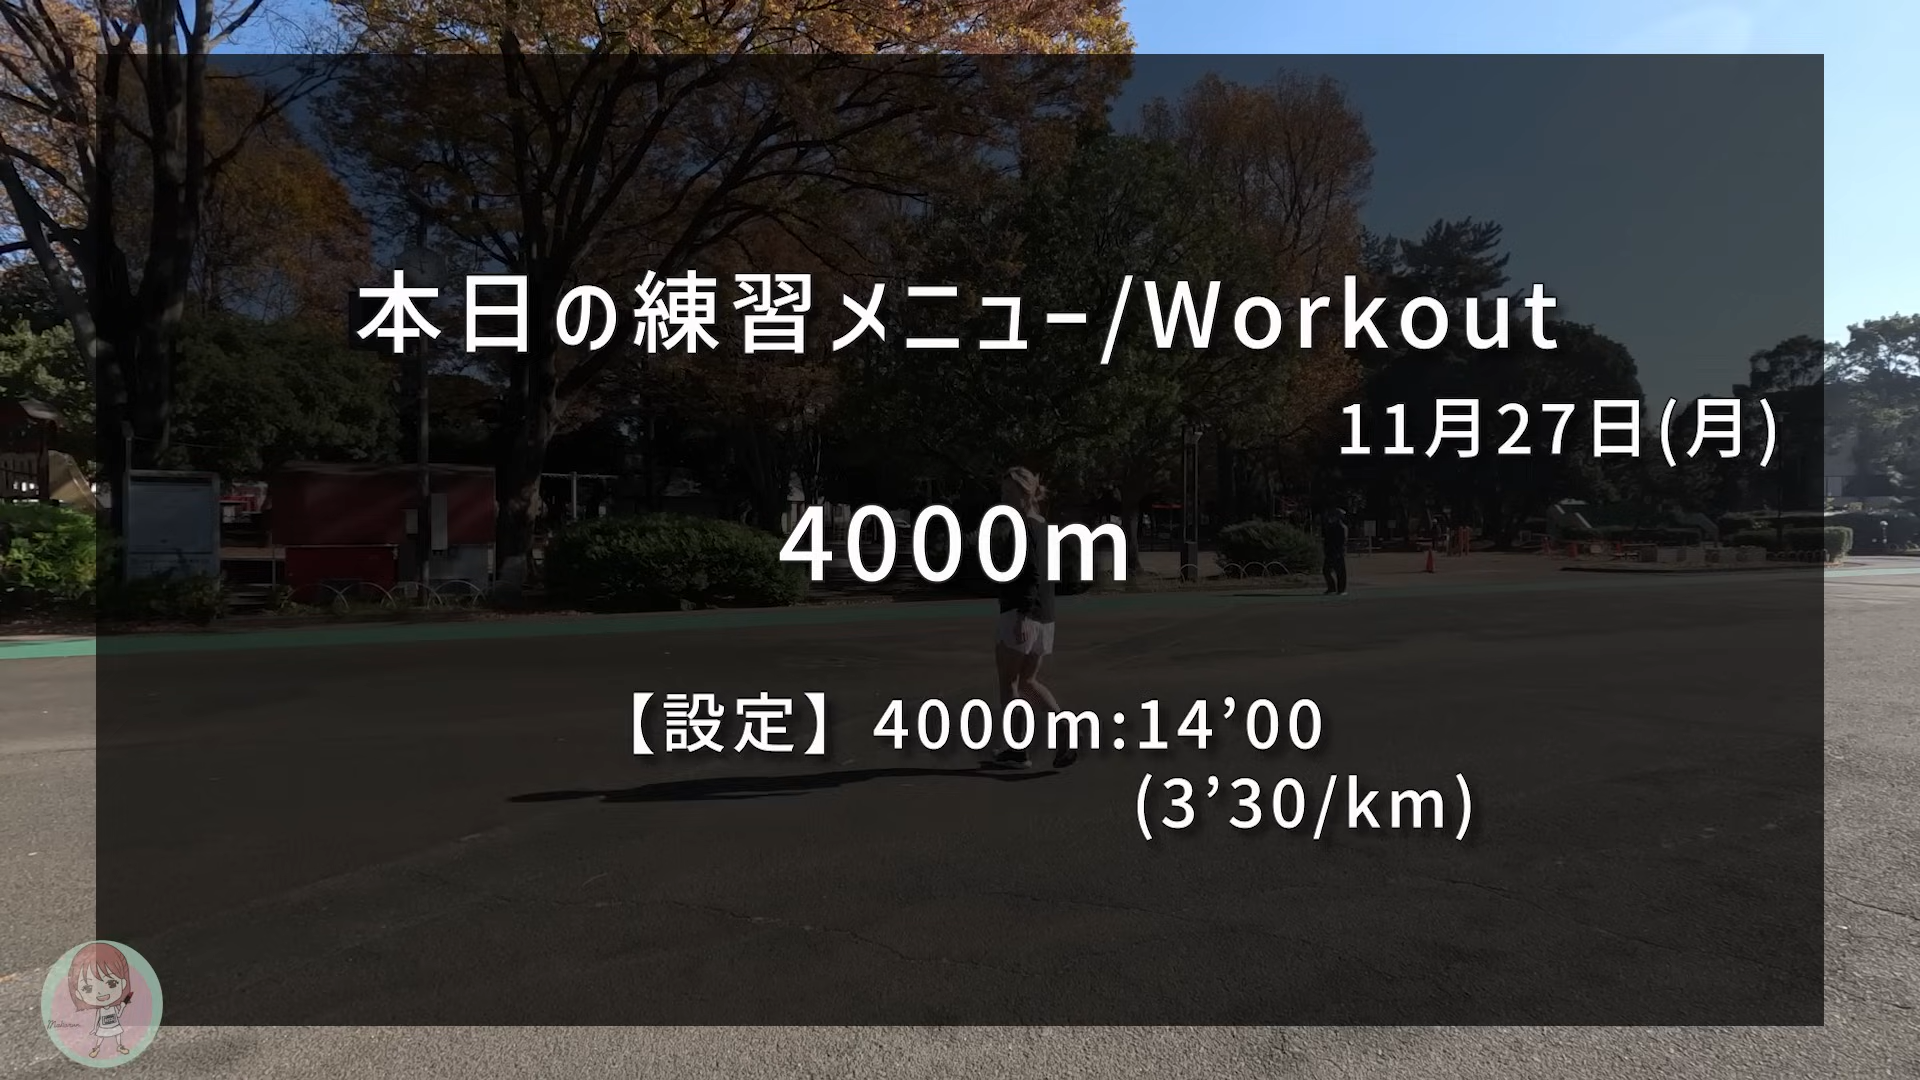 本日の練習メニュー/Workout
11月27日(月)
4000m
【設定】4000m:14’00
(3’30/km)